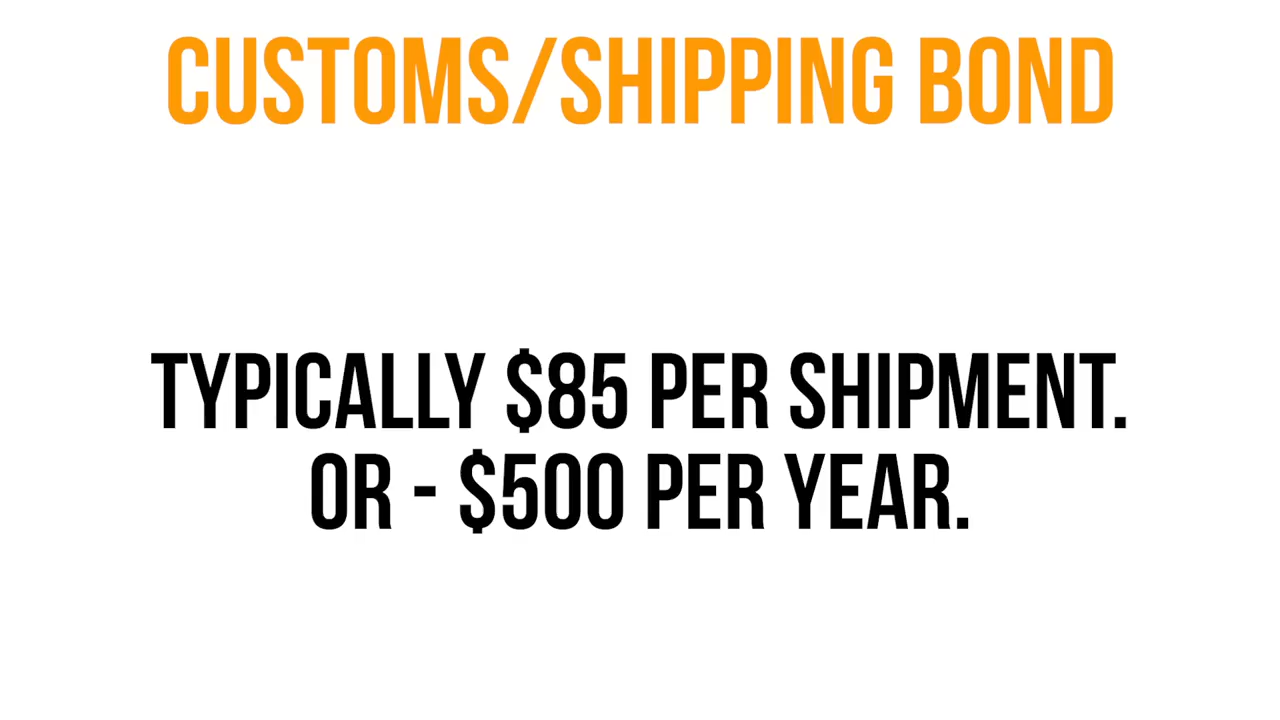 CUSTOMS/SHIPPING BOND
TYPICALLY $85 PER SHIPMENT.
OR - $500 PER YEAR.